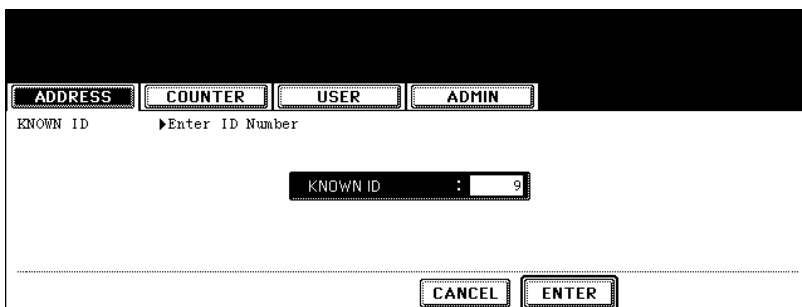 ADDRESS COUNTER USER ADMIN
KNOWN ID ▶Enter ID Number
KNOWN ID : 9
CANCEL ENTER